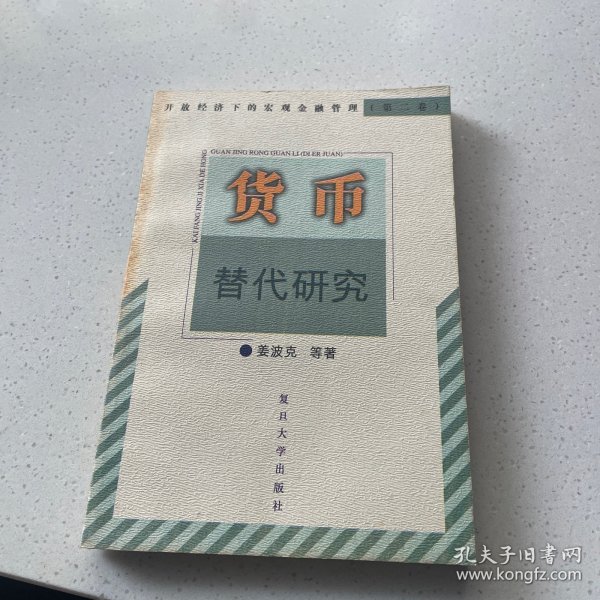 开放经济下的宏观金融管理(第二卷)
GUAN JING RONG GUAN LI (DI ER JUAN)
KAI FANG JING JI XIA DE HONG
货币
替代研究
●姜波克 等著
复旦大学出版社
孔夫子旧书网
www.kongfz.com